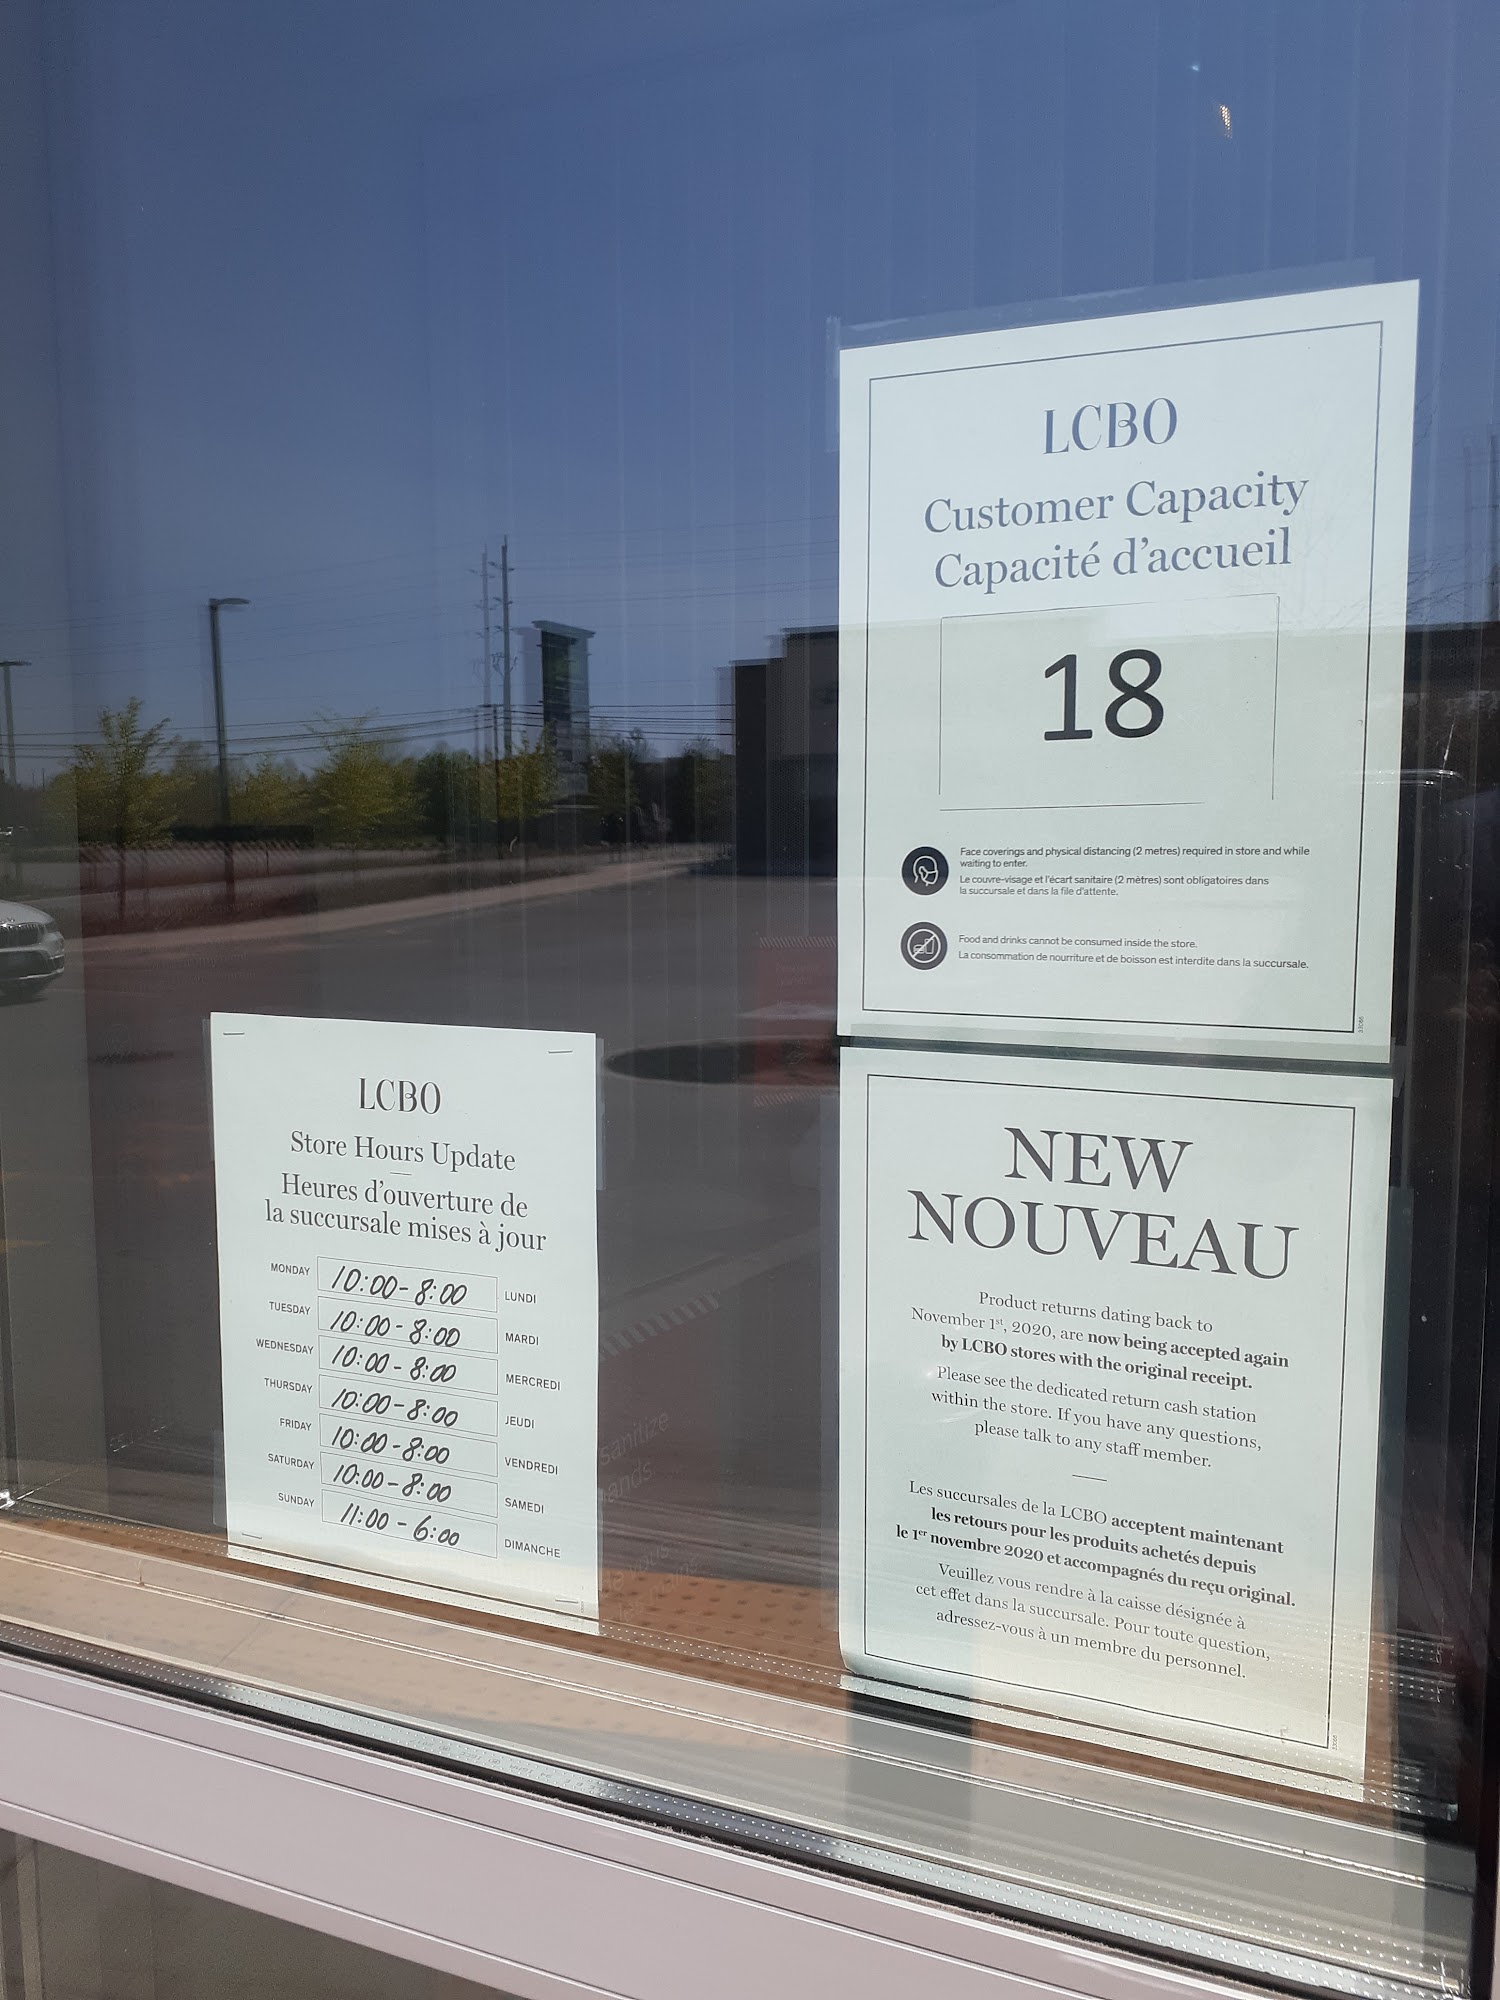 LCBO
Customer Capacity
Capacité d'accueil
18
Face coverings and physical distancing (2 metres) required in store and while
waiting to enter.
Le couvre-visage et l'écart sanitaire (2 mètres) sont obligatoires dans
la succursale et dans la file d'attente.
Food and drinks cannot be consumed inside the store.
La consommation de nourriture et de boisson est interdite dans la succursale.
LCBO
Store Hours Update
Heures d'ouverture de
la succursale mises à jour
MONDAY 10:00-8:00 LUNDI
TUESDAY 10:00-8:00 MARDI
WEDNESDAY 10:00-8:00 MERCREDI
THURSDAY 10:00-8:00 JEUDI
FRIDAY 10:00-8:00 VENDREDI
SATURDAY 10:00-8:00 SAMEDI
SUNDAY 11:00-6:00 DIMANCHE
sanitize
hands.
NEW
NOUVEAU
Product returns dating back to
November 1st, 2020, are now being accepted again
by LCBO stores with the original receipt.
Please see the dedicated return cash station
within the store. If you have any questions,
please talk to any staff member.
Les succursales de la LCBO acceptent maintenant
les retours pour les produits achetés depuis
le 1er novembre 2020 et accompagnés du reçu original.
Veuillez vous rendre à la caisse désignée à
cet effet dans la succursale. Pour toute question,
adressez-vous à un membre du personnel.